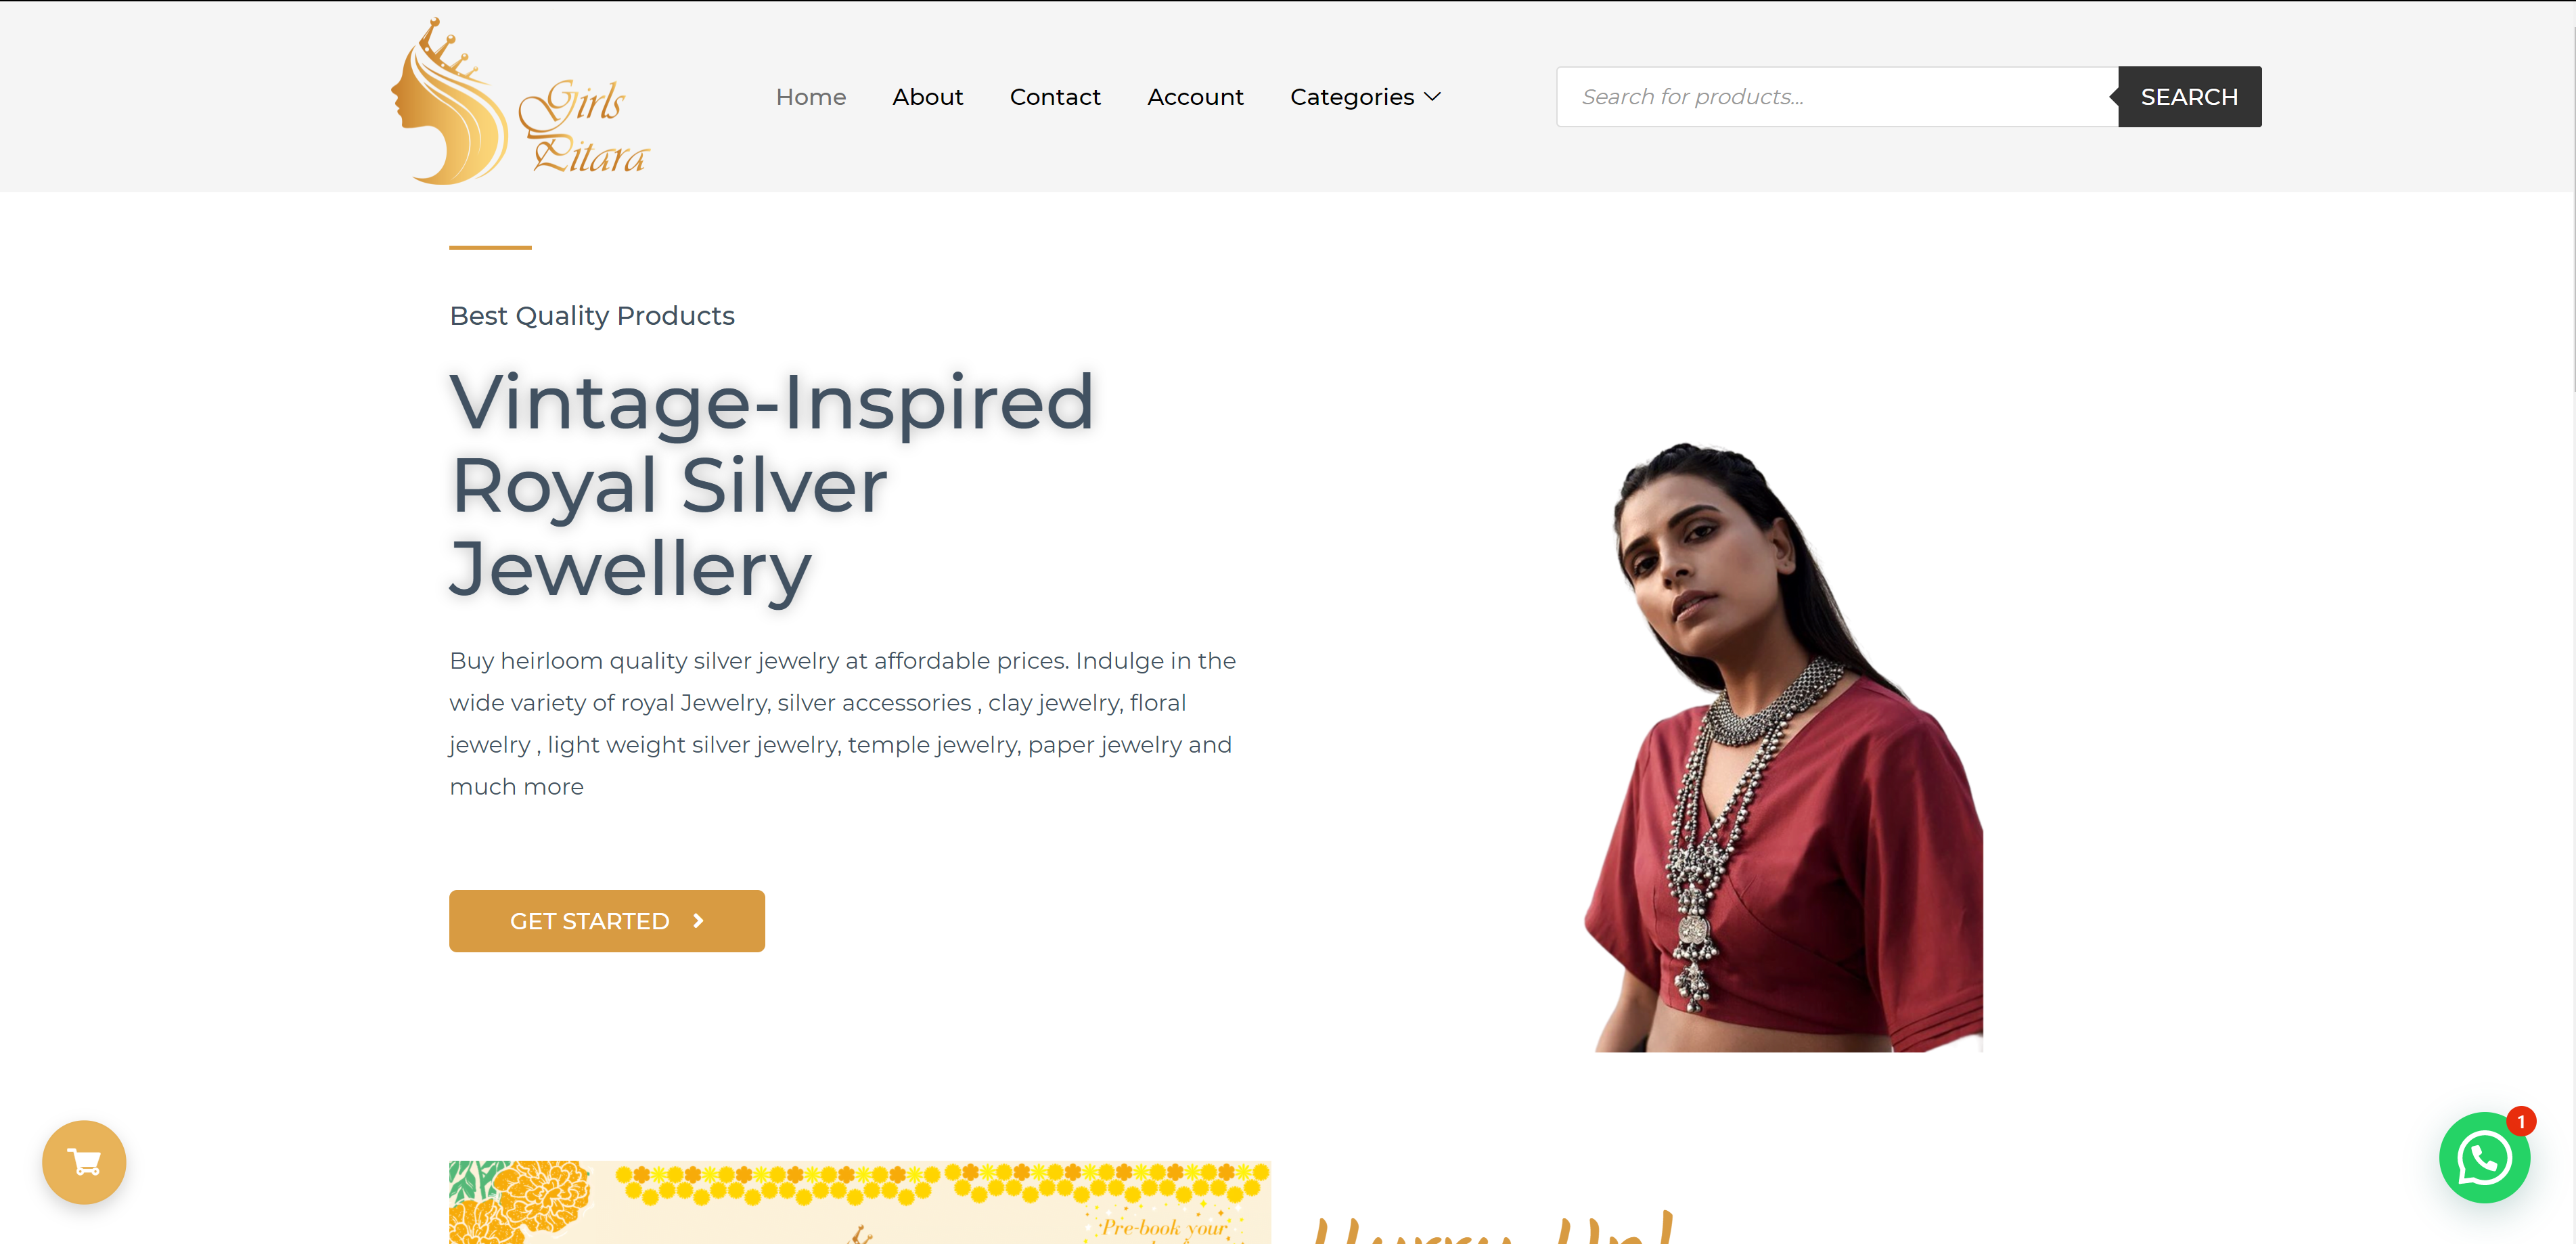 Girls
Pitara
Home
About
Contact
Account
Categories
Search for products...
SEARCH
Best Quality Products
Vintage-Inspired
Royal Silver
Jewellery
Buy heirloom quality silver jewelry at affordable prices. Indulge in the
wide variety of royal Jewelry, silver accessories , clay jewelry, floral
jewelry , light weight silver jewelry, temple jewelry, paper jewelry and
much more
GET STARTED
1
Pre-book your
Hurry Up!